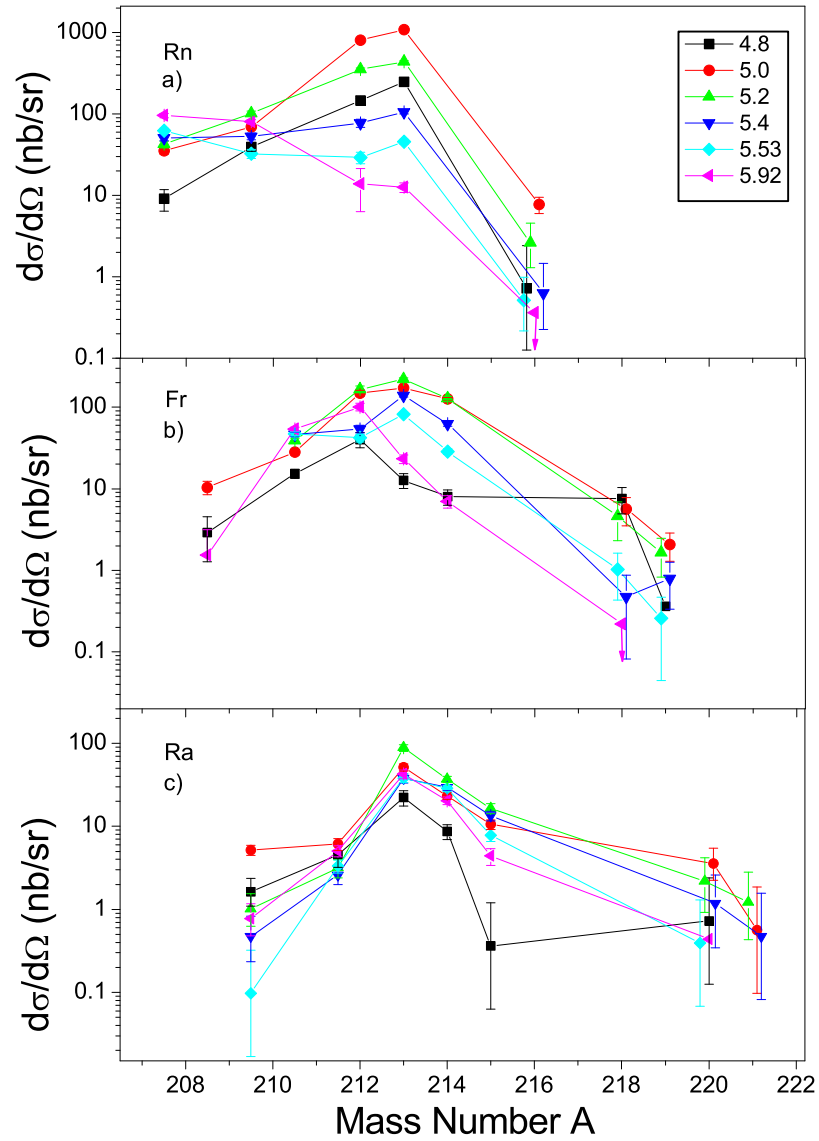 Rn
a)
4.8
5.0
5.2
5.4
5.53
5.92
1000
100
10
1
0.1
dσ/dΩ (nb/sr)
Fr
b)
100
10
1
0.1
dσ/dΩ (nb/sr)
Ra
c)
100
10
1
0.1
dσ/dΩ (nb/sr)
208 210 212 214 216 218 220 222
Mass Number A